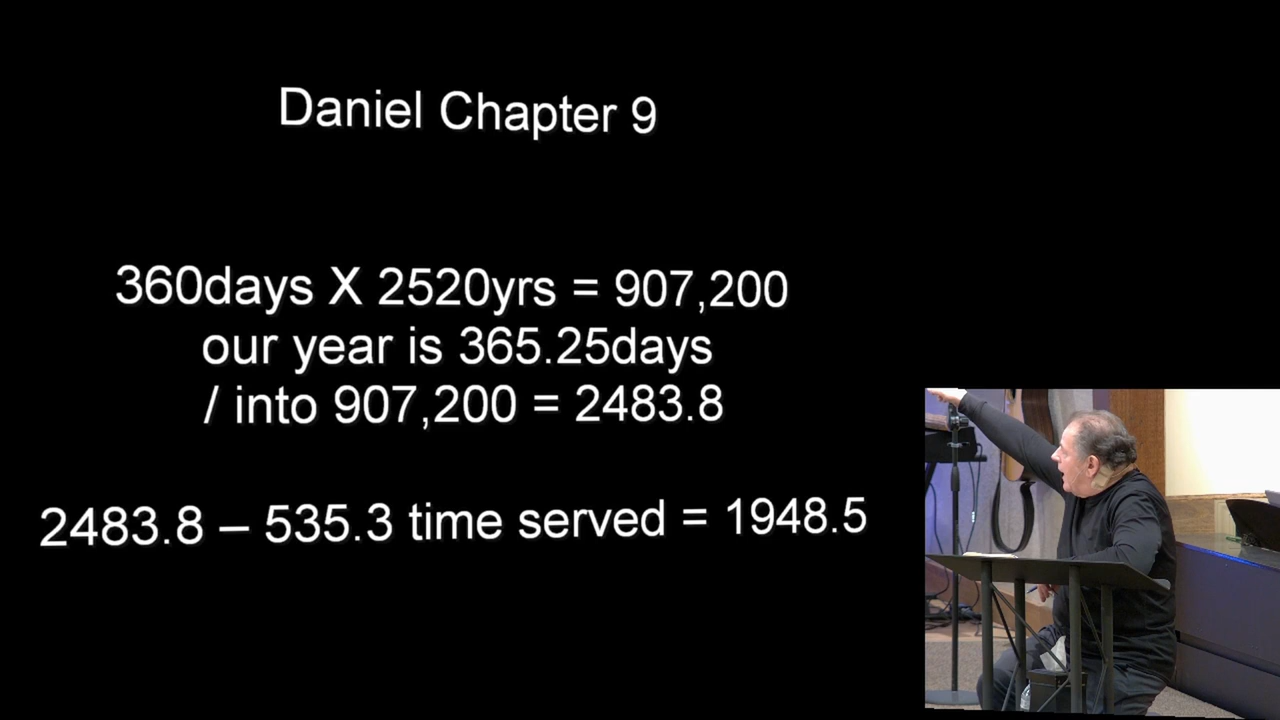 Daniel Chapter 9
360days X 2520yrs = 907,200
our year is 365.25days
/ into 907,200 = 2483.8
2483.8 – 535.3 time served = 1948.5